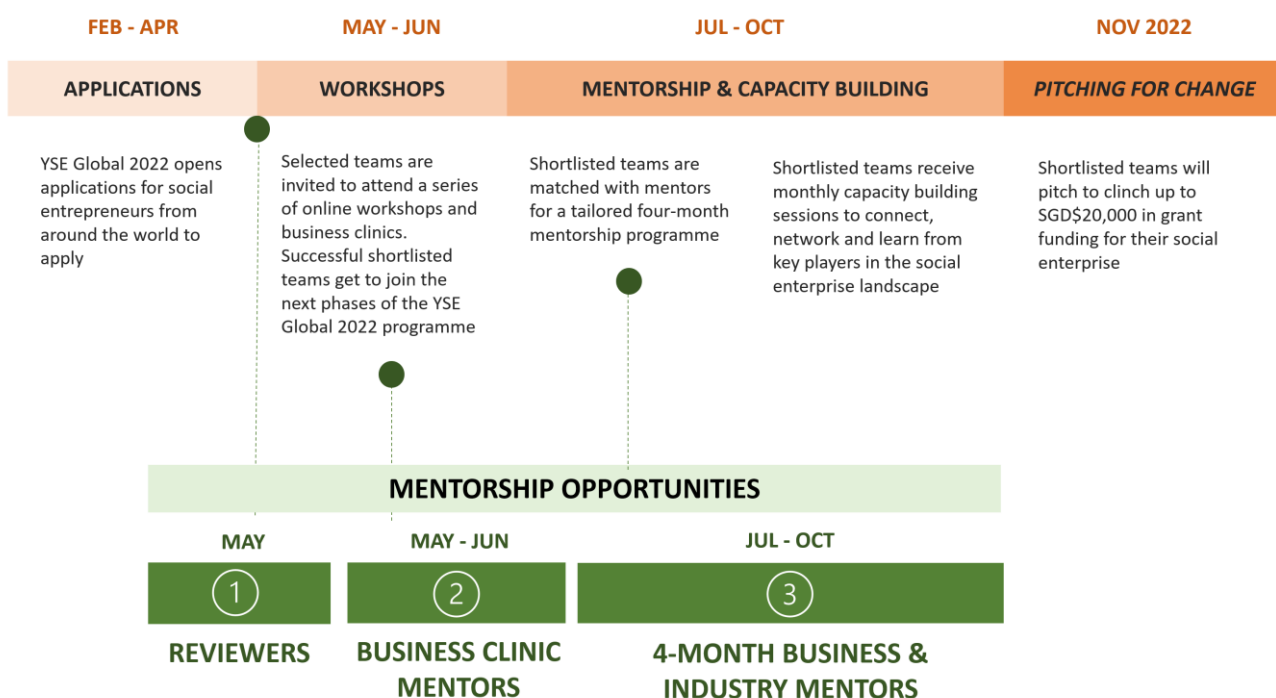 FEB - APR
MAY - JUN
JUL - OCT
NOV 2022
APPLICATIONS
WORKSHOPS
MENTORSHIP & CAPACITY BUILDING
PITCHING FOR CHANGE
YSE Global 2022 opens
applications for social
entrepreneurs from
around the world to
apply
Selected teams are
invited to attend a series
of online workshops and
business clinics.
Successful shortlisted
teams get to join the
next phases of the YSE
Global 2022 programme
Shortlisted teams are
matched with mentors
for a tailored four-month
mentorship programme
Shortlisted teams receive
monthly capacity building
sessions to connect,
network and learn from
key players in the social
enterprise landscape
Shortlisted teams will
pitch to clinch up to
SGD$20,000 in grant
funding for their social
enterprise
MENTORSHIP OPPORTUNITIES
MAY
MAY - JUN
JUL - OCT
1
2
3
REVIEWERS
BUSINESS CLINIC
MENTORS
4-MONTH BUSINESS &
INDUSTRY MENTORS